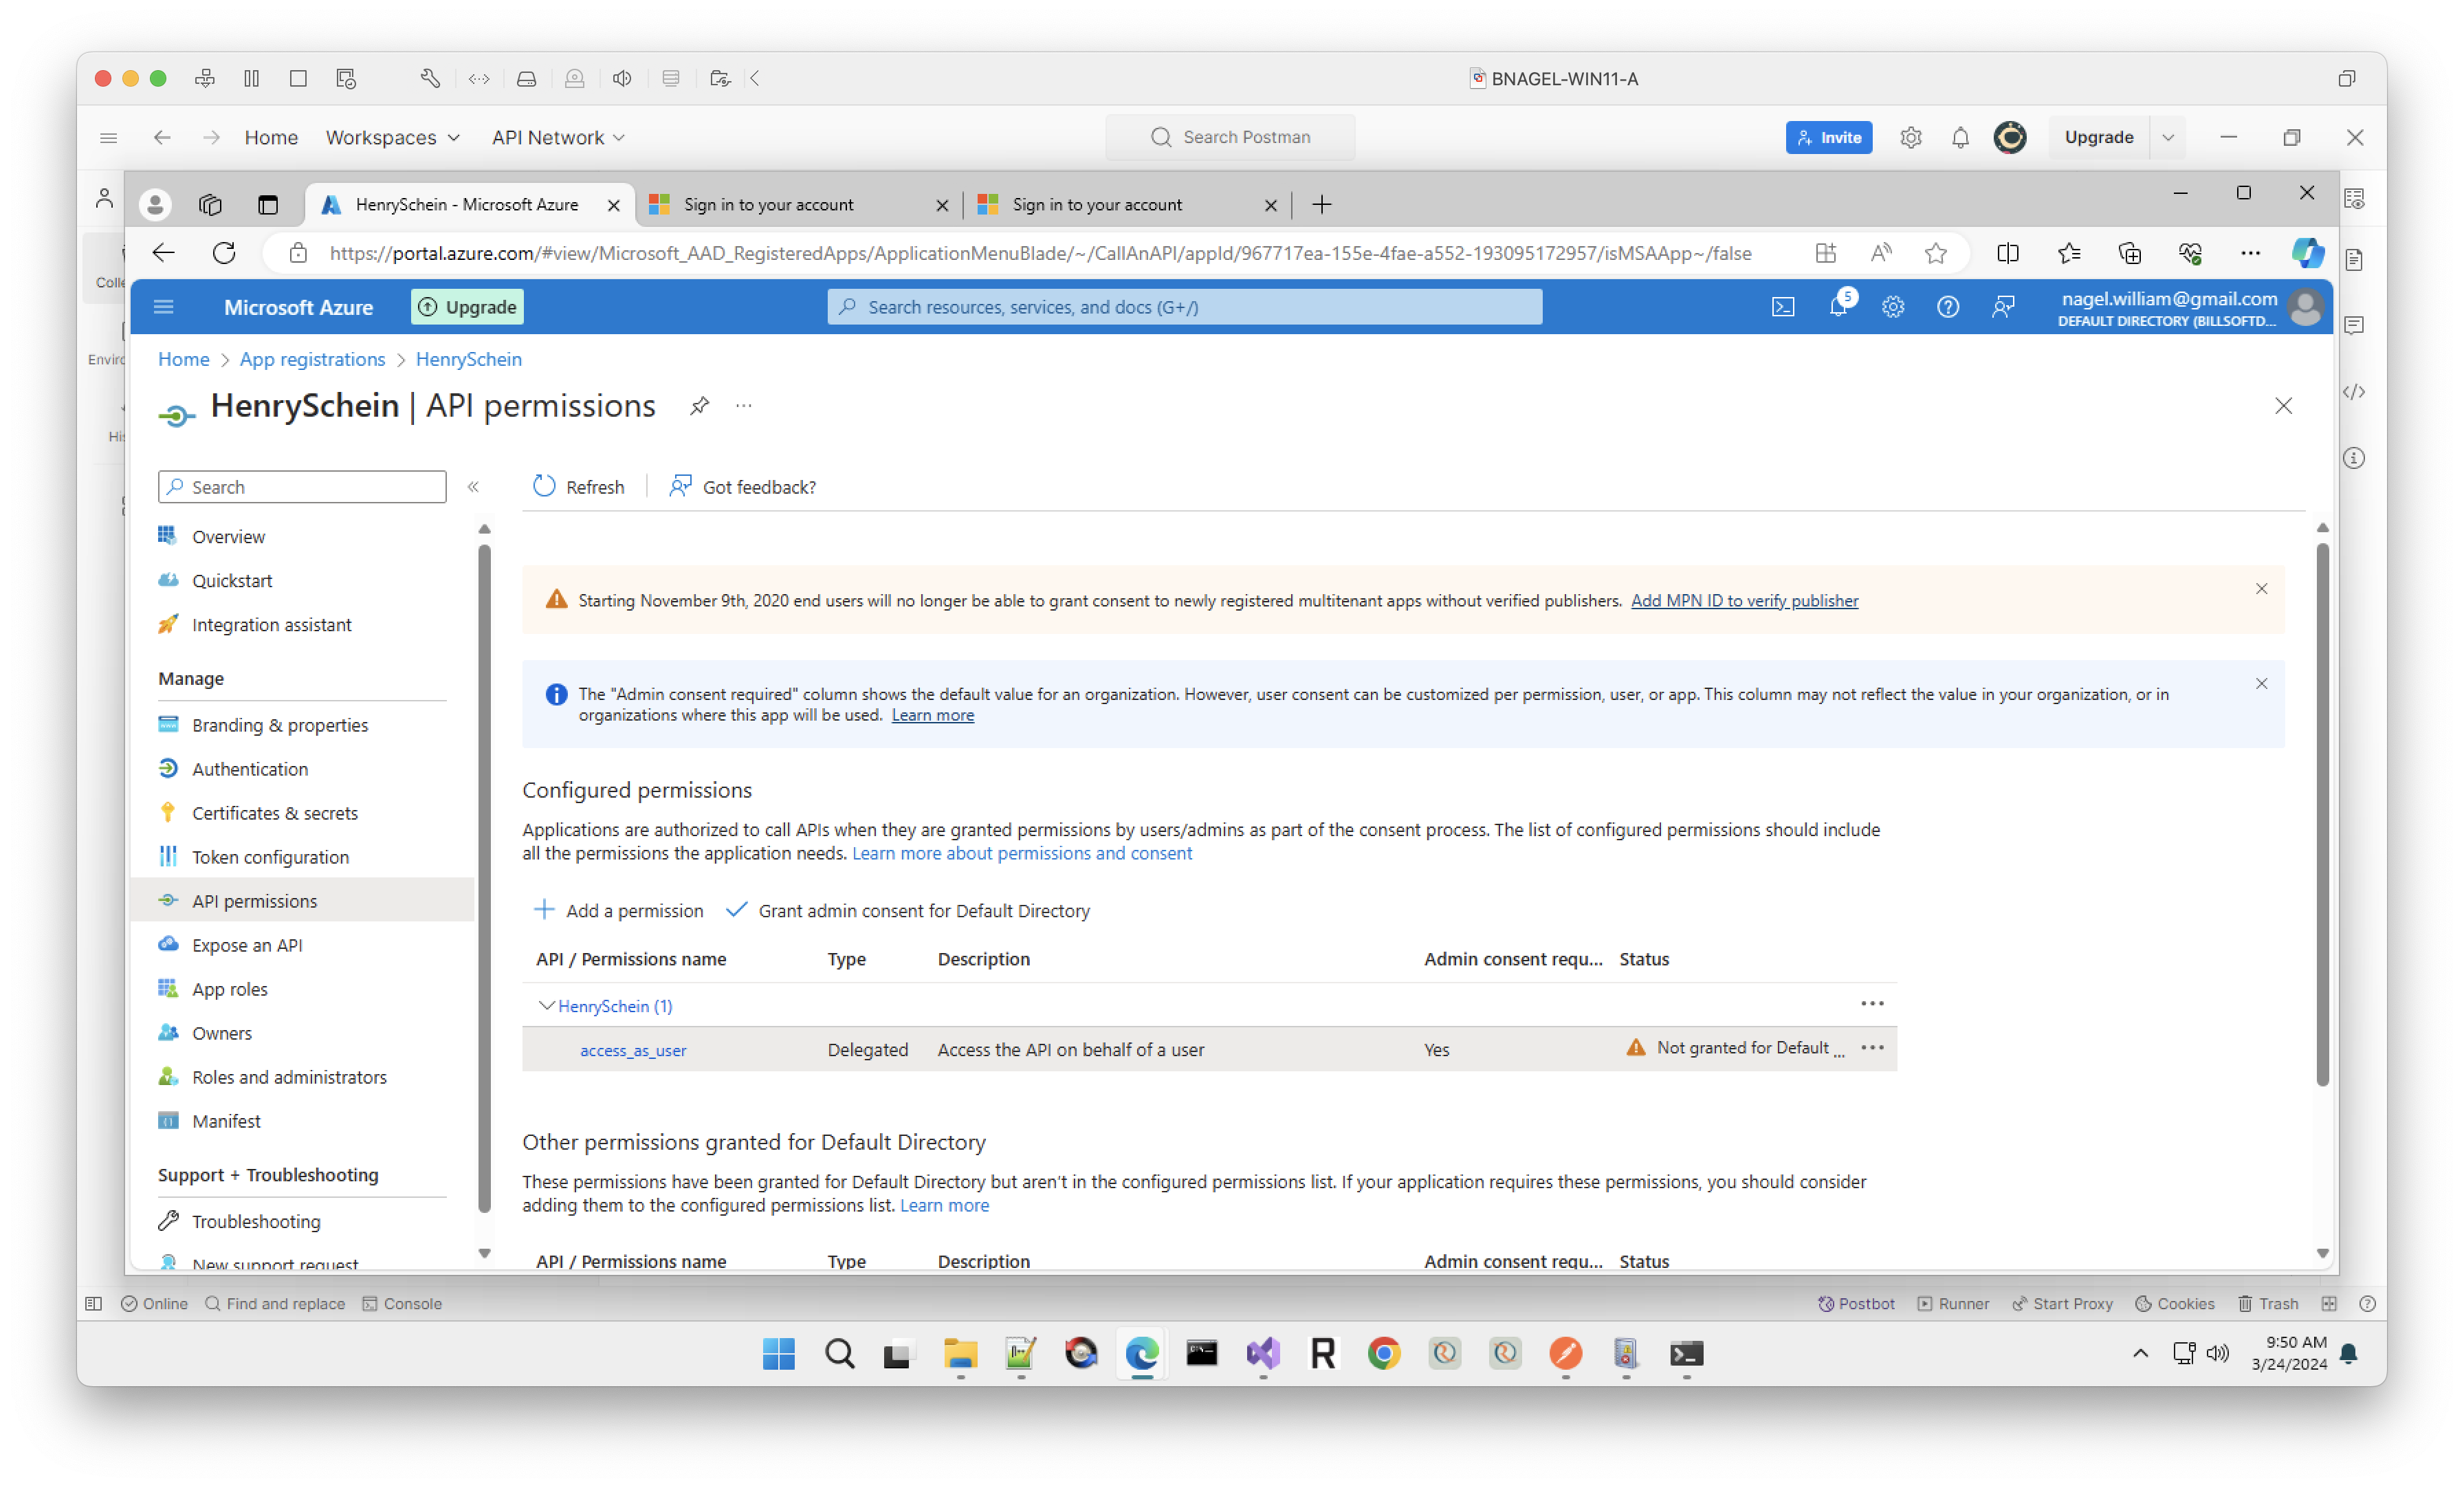 BNAGEL-WIN11-A
Home
Workspaces
API Network
Search Postman
Invite
Upgrade
HenrySchein - Microsoft Azure
Sign in to your account
Sign in to your account
https://portal.azure.com/#view/Microsoft_AAD_RegisteredApps/ApplicationMenuBlade/~/CallAnAPI/appId/967717ea-155e-4fae-a552-193095172957/isMSAApp~/false
Microsoft Azure
Upgrade
Search resources, services, and docs (G+/)
5
nagel.william@gmail.com
DEFAULT DIRECTORY (BILLSOFTD...
Colle
Enviro
His
Home > App registrations > HenrySchein
HenrySchein | API permissions
Search
Refresh
Got feedback?
Overview
Quickstart
Integration assistant
Manage
Branding & properties
Authentication
Certificates & secrets
Token configuration
API permissions
Expose an API
App roles
Owners
Roles and administrators
Manifest
Support + Troubleshooting
Troubleshooting
New support request
Starting November 9th, 2020 end users will no longer be able to grant consent to newly registered multitenant apps without verified publishers. Add MPN ID to verify publisher
The "Admin consent required" column shows the default value for an organization. However, user consent can be customized per permission, user, or app. This column may not reflect the value in your organization, or in
organizations where this app will be used. Learn more
Configured permissions
Applications are authorized to call APIs when they are granted permissions by users/admins as part of the consent process. The list of configured permissions should include
all the permissions the application needs. Learn more about permissions and consent
Add a permission
Grant admin consent for Default Directory
API / Permissions name Type Description Admin consent requ... Status
HenrySchein (1)
access_as_user Delegated Access the API on behalf of a user Yes Not granted for Default ...
Other permissions granted for Default Directory
These permissions have been granted for Default Directory but aren't in the configured permissions list. If your application requires these permissions, you should consider
adding them to the configured permissions list. Learn more
API / Permissions name Type Description Admin consent requ... Status
Online
Find and replace
Console
Postbot
Runner
Start Proxy
Cookies
Trash
9:50 AM
3/24/2024